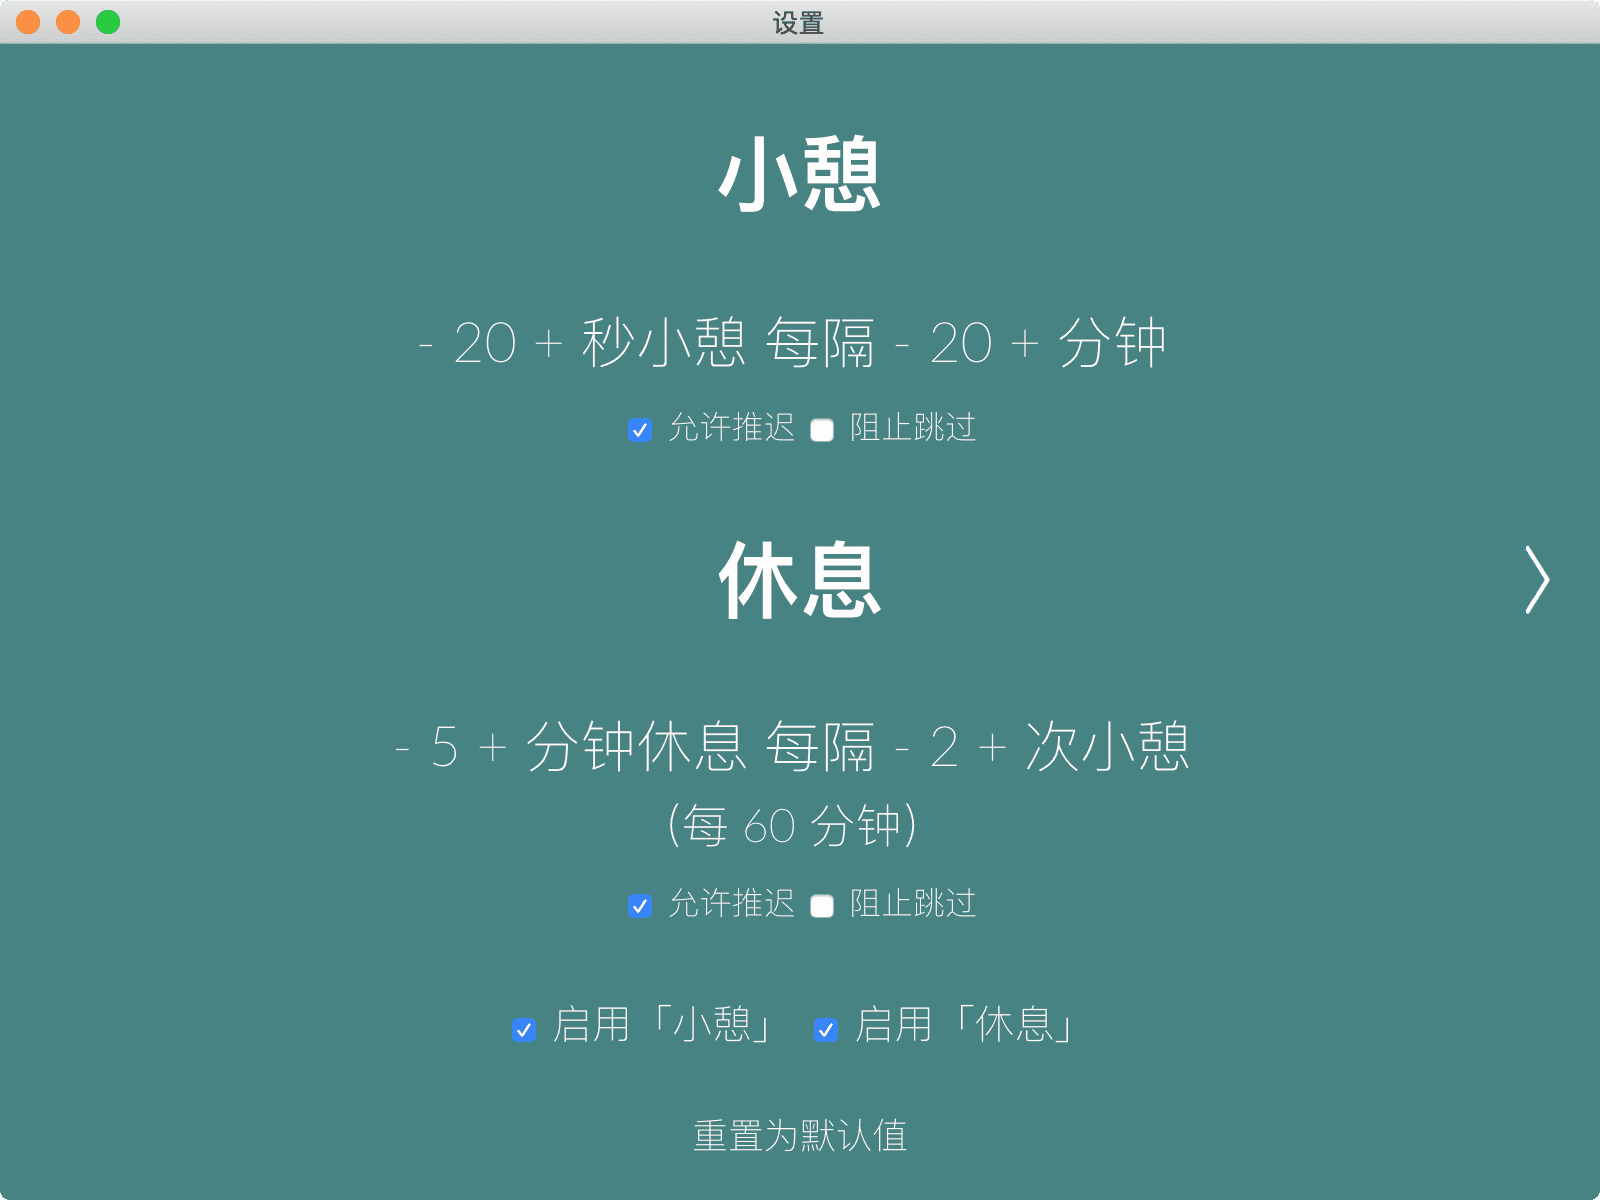 设置
小憩
- 20 + 秒小憩 每隔 - 20 + 分钟
允许推迟 阻止跳过
休息
- 5 + 分钟休息 每隔 - 2 + 次小憩
(每 60 分钟)
允许推迟 阻止跳过
启用「小憩」 启用「休息」
重置为默认值